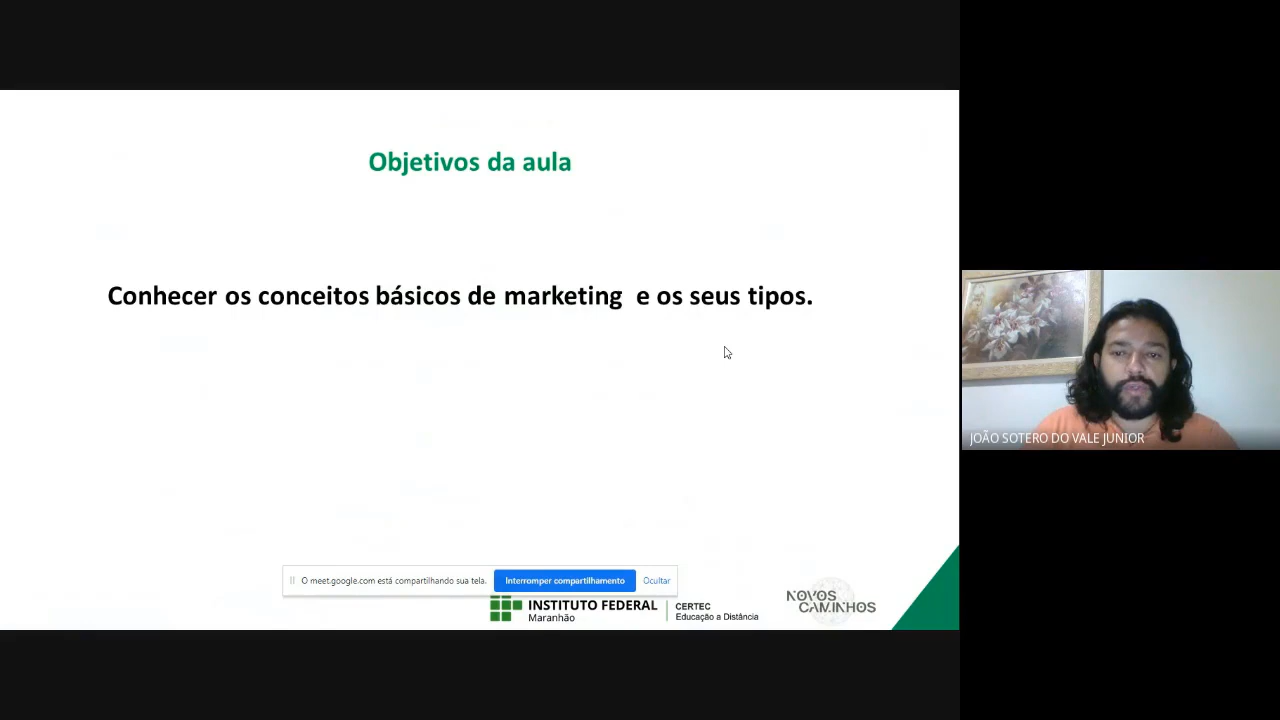 Objetivos da aula
Conhecer os conceitos básicos de marketing e os seus tipos.
JOÃO SOTERO DO VALE JUNIOR
O meet.google.com está compartilhando sua tela.
Interromper compartilhamento
Ocultar
INSTITUTO FEDERAL
Maranhão
CERTEC
Educação a Distância
NOVOS
CAMINHOS